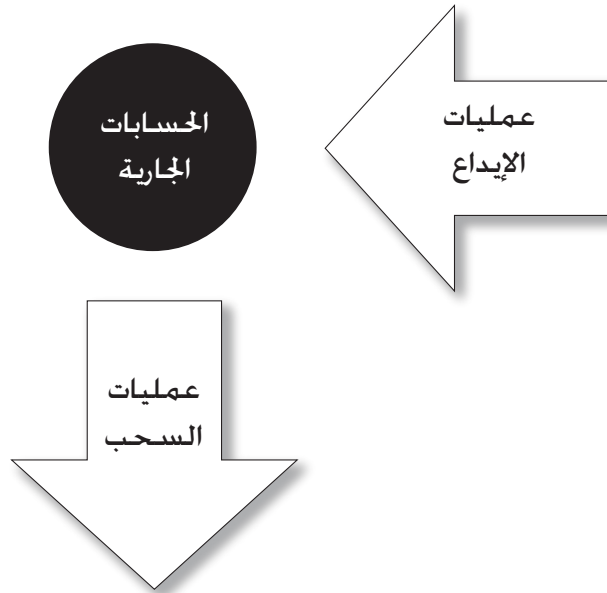 عمليات
الإيداع
الحسابات
الجارية
عمليات
السحب